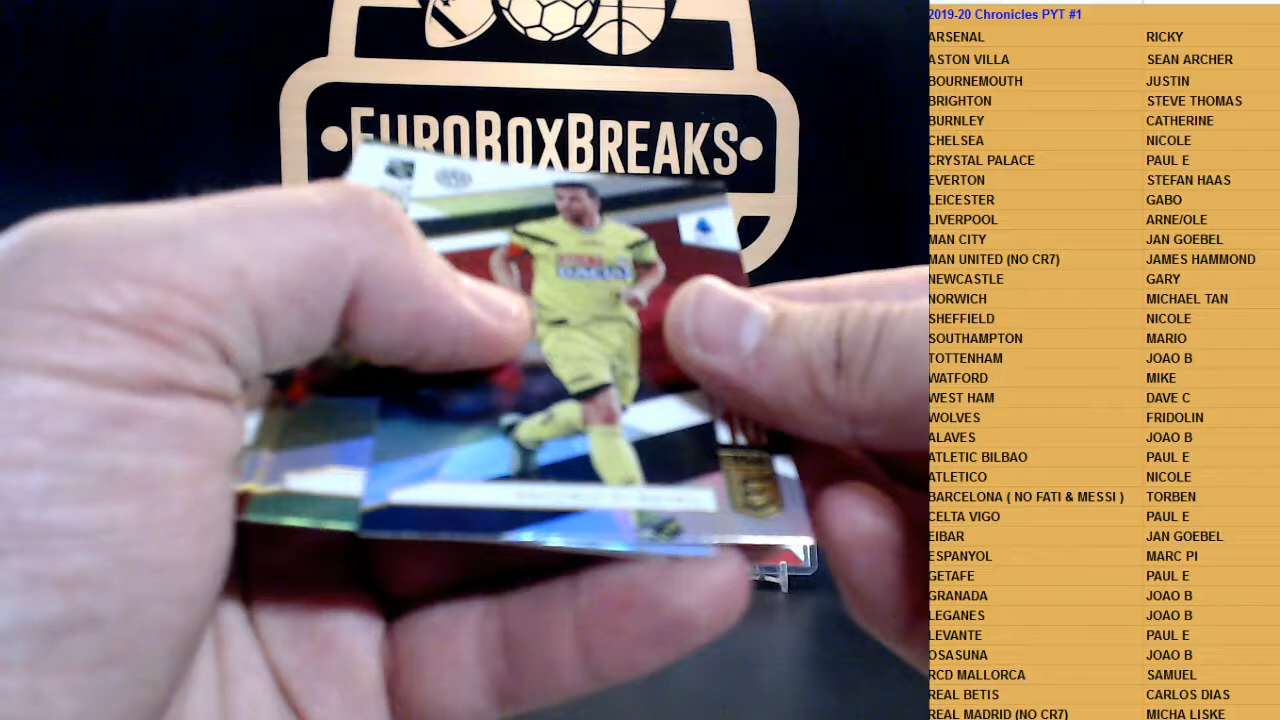 EUROBOXBREAKS
2019-20 Chronicles PYT #1
ARSENAL RICKY
ASTON VILLA SEAN ARCHER
BOURNEMOUTH JUSTIN
BRIGHTON STEVE THOMAS
BURNLEY CATHERINE
CHELSEA NICOLE
CRYSTAL PALACE PAUL E
EVERTON STEFAN HAAS
LEICESTER GABO
LIVERPOOL ARNE/OLE
MAN CITY JAN GOEBEL
MAN UNITED (NO CR7) JAMES HAMMOND
NEWCASTLE GARY
NORWICH MICHAEL TAN
SHEFFIELD NICOLE
SOUTHAMPTON MARIO
TOTTENHAM JOAO B
WATFORD MIKE
WEST HAM DAVE C
WOLVES FRIDOLIN
ALAVES JOAO B
ATLETIC BILBAO PAUL E
ATLETICO NICOLE
BARCELONA ( NO FATI & MESSI ) TORBEN
CELTA VIGO PAUL E
EIBAR JAN GOEBEL
ESPANYOL MARC PI
GETAFE PAUL E
GRANADA JOAO B
LEGANES JOAO B
LEVANTE PAUL E
OSASUNA JOAO B
RCD MALLORCA SAMUEL
REAL BETIS CARLOS DIAS
REAL MADRID (NO CR7) MICHA LISKE